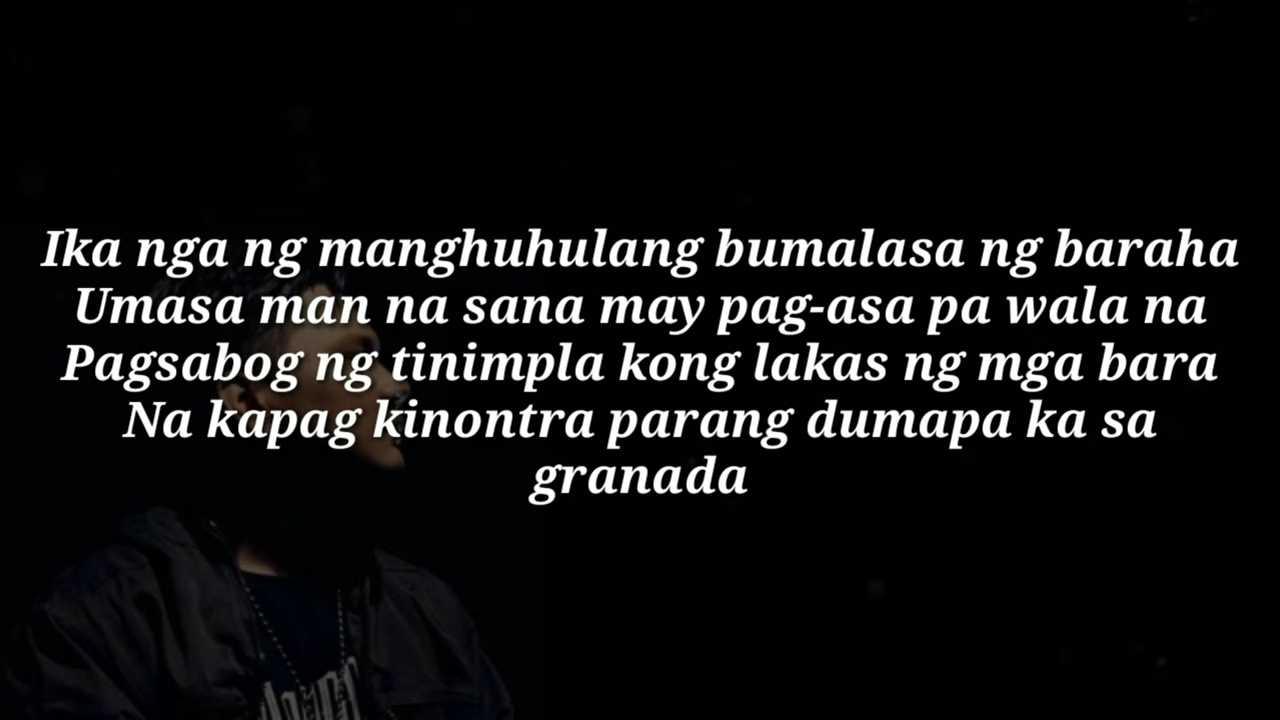 Ika nga ng manghuhulang bumalasa ng baraha
Umasa man na sana may pag-asa pa wala na
Pagsabog ng tinimpla kong lakas ng mga bara
Na kapag kinontra parang dumapa ka sa
granada